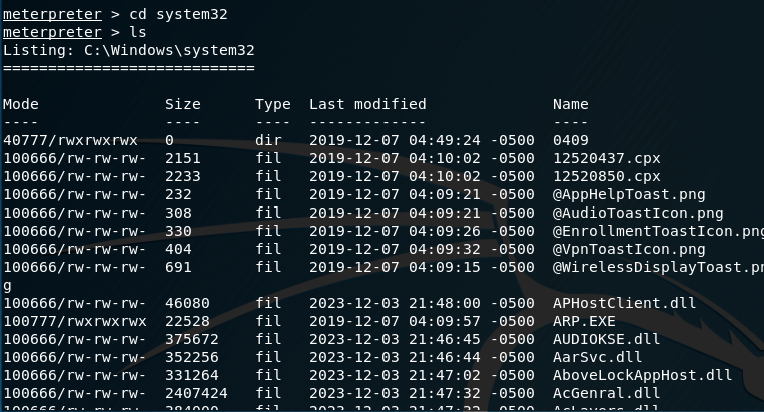 meterpreter > cd system32
meterpreter > ls
Listing: C:\Windows\system32
============================
Mode Size Type Last modified Name
---- ---- ---- ------------- ----
40777/rwxrwxrwx 0 dir 2019-12-07 04:49:24 -0500 0409
100666/rw-rw-rw- 2151 fil 2019-12-07 04:10:02 -0500 12520437.cpx
100666/rw-rw-rw- 2233 fil 2019-12-07 04:10:02 -0500 12520850.cpx
100666/rw-rw-rw- 232 fil 2019-12-07 04:09:21 -0500 @AppHelpToast.png
100666/rw-rw-rw- 308 fil 2019-12-07 04:09:21 -0500 @AudioToastIcon.png
100666/rw-rw-rw- 330 fil 2019-12-07 04:09:26 -0500 @EnrollmentToastIcon.png
100666/rw-rw-rw- 404 fil 2019-12-07 04:09:32 -0500 @VpnToastIcon.png
100666/rw-rw-rw- 691 fil 2019-12-07 04:09:15 -0500 @WirelessDisplayToast.pn
g
100666/rw-rw-rw- 46080 fil 2023-12-03 21:48:00 -0500 APHostClient.dll
100777/rwxrwxrwx 22528 fil 2019-12-07 04:09:57 -0500 ARP.EXE
100666/rw-rw-rw- 375672 fil 2023-12-03 21:46:45 -0500 AUDIOKSE.dll
100666/rw-rw-rw- 352256 fil 2023-12-03 21:46:44 -0500 AarSvc.dll
100666/rw-rw-rw- 331264 fil 2023-12-03 21:47:02 -0500 AboveLockAppHost.dll
100666/rw-rw-rw- 2407424 fil 2023-12-03 21:47:32 -0500 AcGenral.dll
100666/rw-rw-rw- fil 2023-12-03 -0500 AcLayers.dll